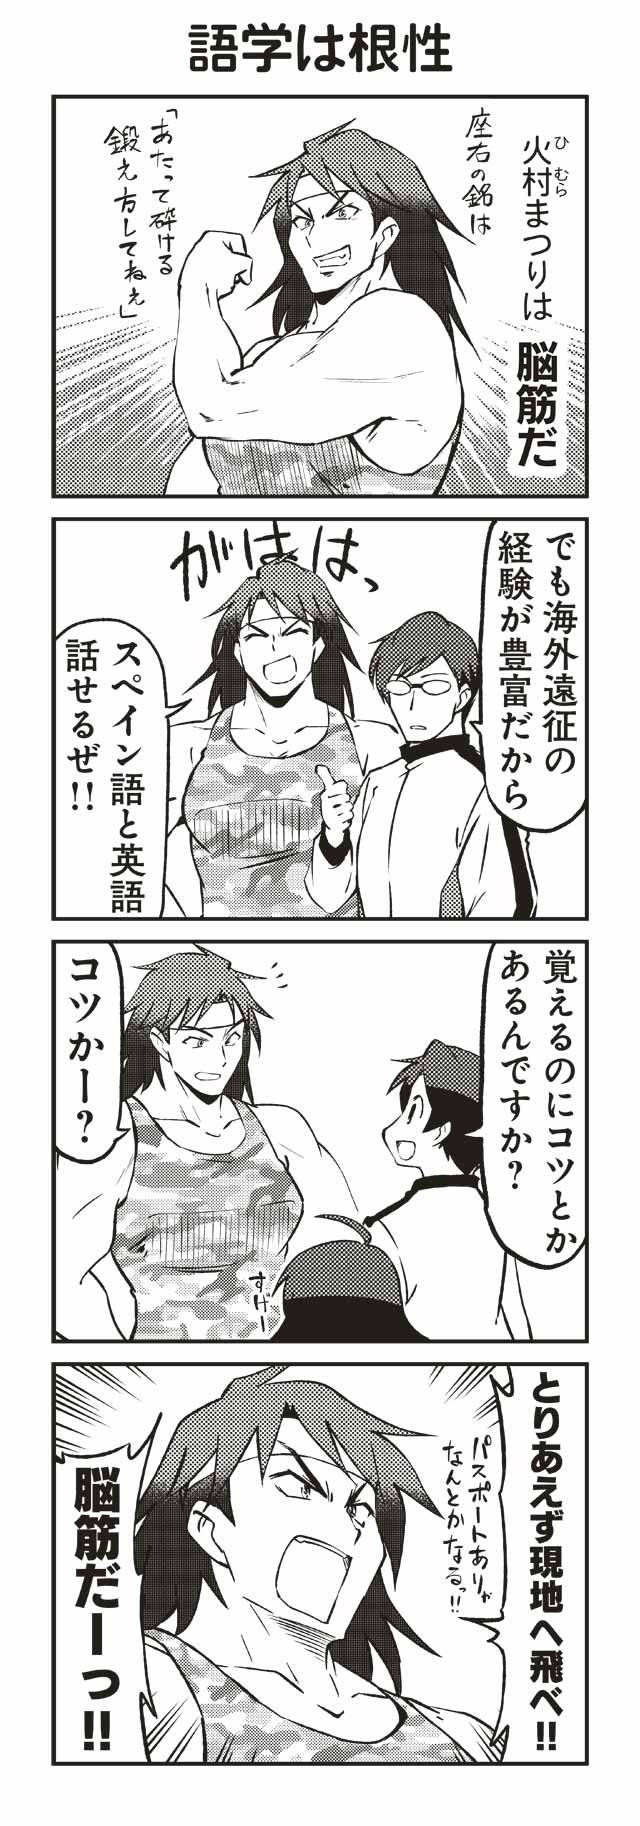 語学は根性
火村まつりは
ひむら
脳筋だ
座右の銘は
「あたって砕ける
鍛え方してねぇ」
でも海外遠征の
経験が豊富だから
がはは、
スペイン語と英語
話せるぜ!!
覚えるのにコツとか
あるんですか?
コツかー?
すげー
とりあえず現地へ飛べ!!
パスポートありゃ
なんとかなるっ!!
脳筋だーっ!!